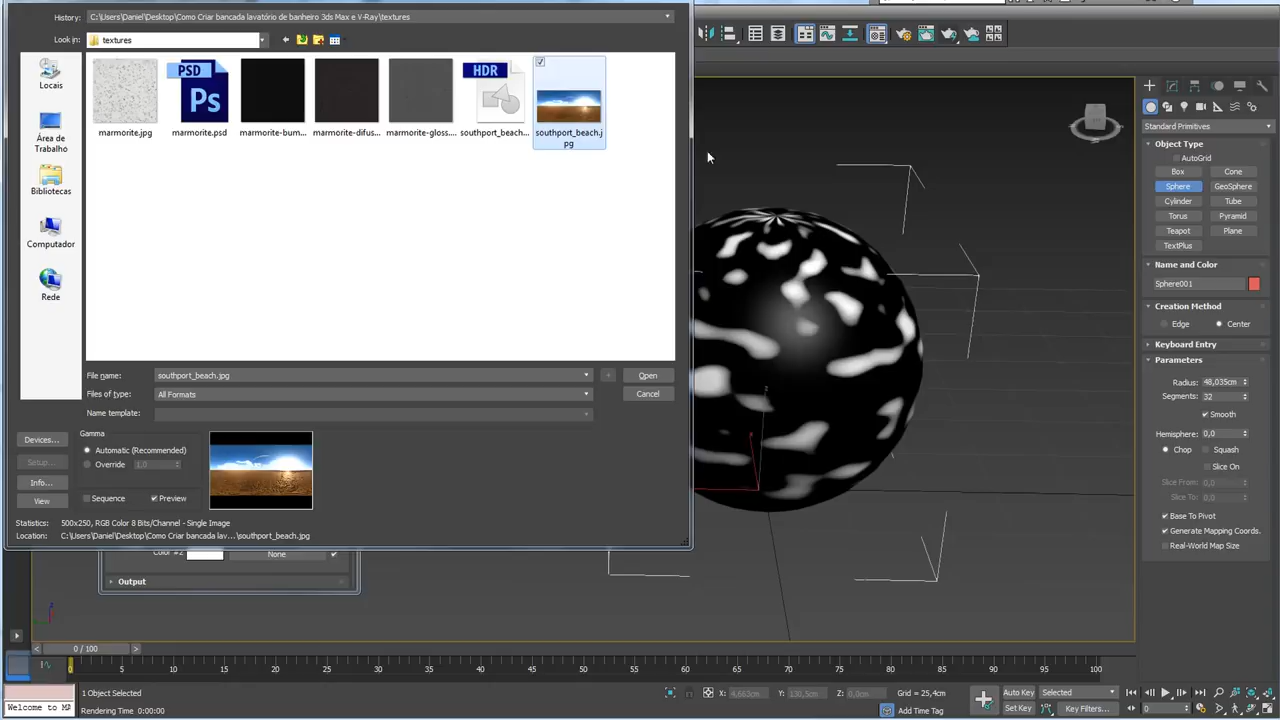 History: C:\Users\Daniel\Desktop\Como Criar bancada lavatório de banheiro 3ds Max e V-Ray\textures
Look in: textures
Locais
Área de Trabalho
Bibliotecas
Computador
Rede
PSD
Ps
HDR
marmorite.jpg
marmorite.psd
marmorite-bum...
marmorite-difus...
marmorite-gloss....
southport_beach...
southport_beach.j
pg
File name: southport_beach.jpg
Open
Files of type: All Formats
Cancel
Name template:
Devices...
Setup...
Info...
View
Gamma
Automatic (Recommended)
Override 1,0
Sequence
Preview
Statistics: 500x250, RGB Color 8 Bits/Channel - Single Image
Location: C:\Users\Daniel\Desktop\Como Criar bancada lav...\southport_beach.jpg
Color #2
None
Output
Standard Primitives
Object Type
AutoGrid
Box
Cone
Sphere
GeoSphere
Cylinder
Tube
Torus
Pyramid
Teapot
Plane
TextPlus
Name and Color
Sphere001
Creation Method
Edge
Center
Keyboard Entry
Parameters
Radius: 48,035cm
Segments: 32
Smooth
Hemisphere: 0,0
Chop
Squash
Slice On
Slice From: 0,0
Slice To: 0,0
Base To Pivot
Generate Mapping Coords.
Real-World Map Size
0 / 100
5 10 15 20 25 30 35 40 45 50 55 60 65 70 75 80 85 90 95 100
1 Object Selected
X: 4,663cm
Y: 130,5cm
Z: 0,0cm
Grid = 25,4cm
Auto Key
Selected
Welcome to MA
Rendering Time 0:00:00
Add Time Tag
Set Key
Key Filters...
0